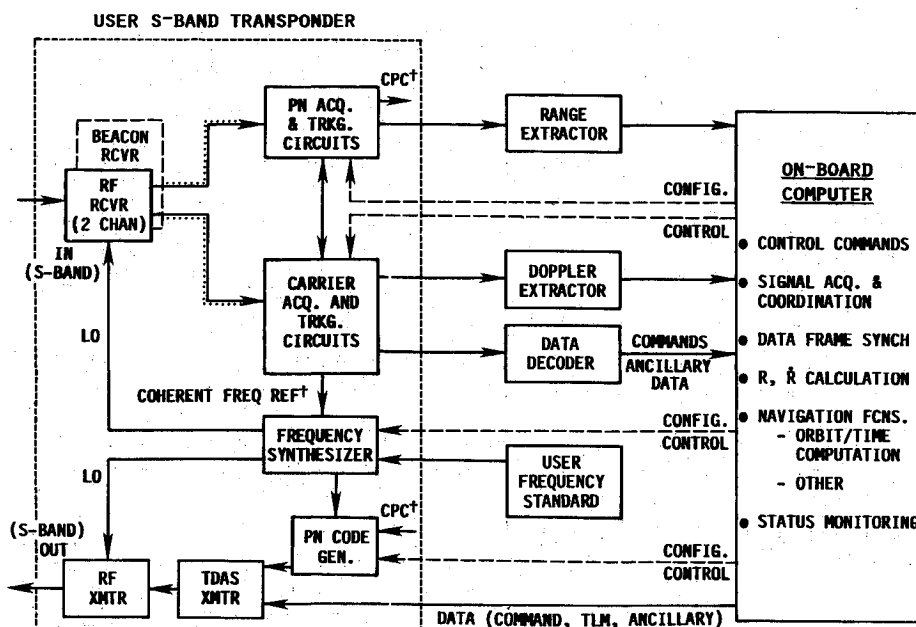 USER S-BAND TRANSPONDER
CPC†
PN ACQ.
& TRKG.
CIRCUITS
RANGE
EXTRACTOR
BEACON
RCVR
RF
RCVR
(2 CHAN)
IN
(S-BAND)
CONFIG.
CONTROL
ON-BOARD
COMPUTER
● CONTROL COMMANDS
● SIGNAL ACQ. &
COORDINATION
● DATA FRAME SYNCH
● R, Ṙ CALCULATION
● NAVIGATION FCNS.
- ORBIT/TIME
COMPUTATION
- OTHER
● STATUS MONITORING
CARRIER
ACQ. AND
TRKG.
CIRCUITS
DOPPLER
EXTRACTOR
DATA
DECODER
COMMANDS
ANCILLARY
DATA
LO
COHERENT FREQ REF†
FREQUENCY
SYNTHESIZER
CONFIG.
CONTROL
USER
FREQUENCY
STANDARD
LO
(S-BAND)
OUT
CPC†
PN CODE
GEN.
CONFIG.
CONTROL
RF
XMTR
TDAS
XMTR
DATA (COMMAND, TLM, ANCILLARY)